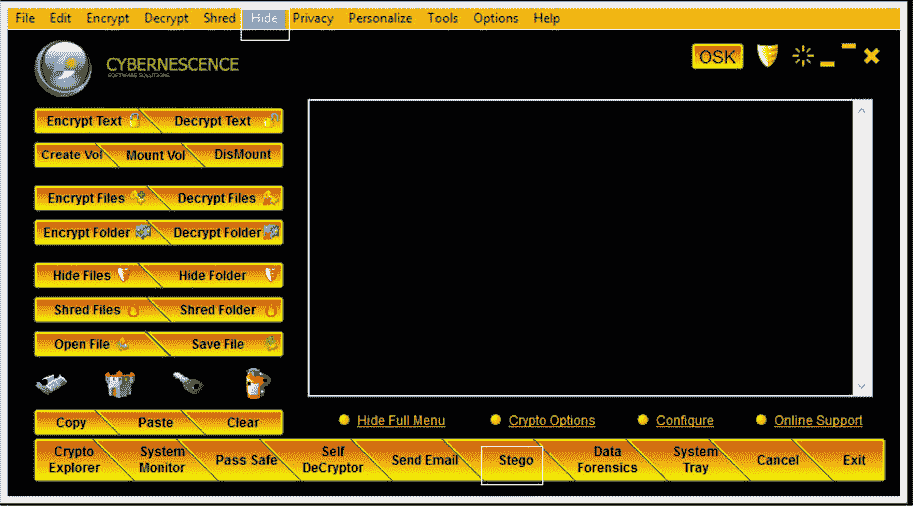 File Edit Encrypt Decrypt Shred Hide Privacy Personalize Tools Options Help
CYBERNESCENCE
SOFTWARE SOLUTIONS
OSK
Encrypt Text Decrypt Text
Create Vol Mount Vol DisMount
Encrypt Files Decrypt Files
Encrypt Folder Decrypt Folder
Hide Files Hide Folder
Shred Files Shred Folder
Open File Save File
Copy Paste Clear
Hide Full Menu Crypto Options Configure Online Support
Crypto Explorer System Monitor Pass Safe Self DeCryptor Send Email Stego Data Forensics System Tray Cancel Exit